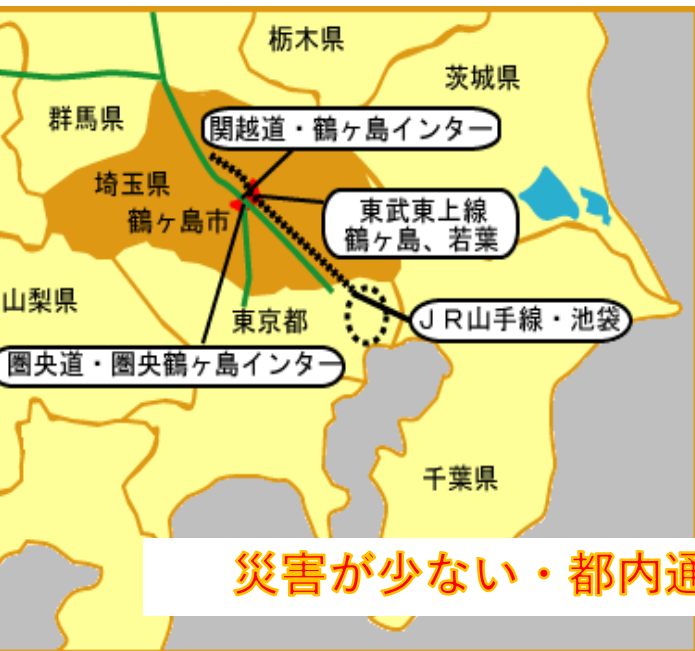 栃木県
茨城県
群馬県
関越道・鶴ヶ島インター
埼玉県
鶴ヶ島市
東武東上線
鶴ヶ島、若葉
山梨県
東京都
JR山手線・池袋
圏央道・圏央鶴ヶ島インター
千葉県
災害が少ない・都内通